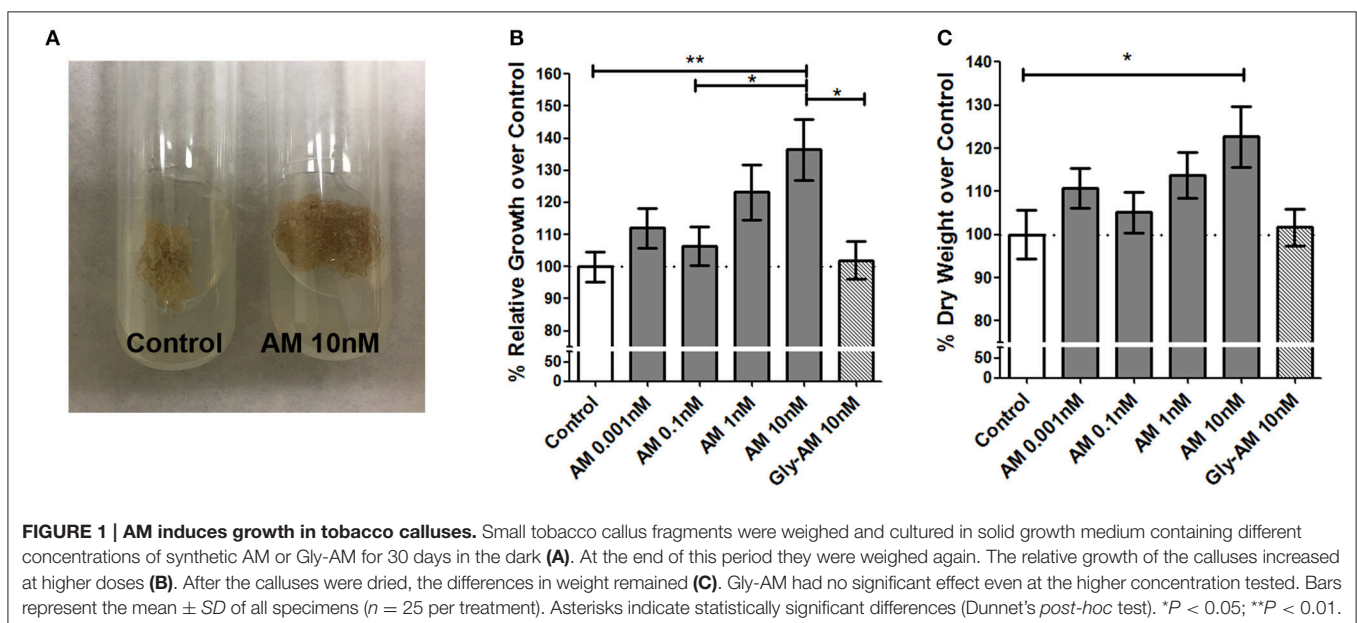 A
Control
AM 10nM
B
% Relative Growth over Control
160
150
140
130
120
110
100
90
80
50
0
**
*
*
Control
AM 0.001nM
AM 0.1nM
AM 1nM
AM 10nM
Gly-AM 10nM
C
% Dry Weight over Control
140
130
120
110
100
90
80
50
0
*
Control
AM 0.001nM
AM 0.1nM
AM 1nM
AM 10nM
Gly-AM 10nM
FIGURE 1 | AM induces growth in tobacco calluses. Small tobacco callus fragments were weighed and cultured in solid growth medium containing different
concentrations of synthetic AM or Gly-AM for 30 days in the dark (A). At the end of this period they were weighed again. The relative growth of the calluses increased
at higher doses (B). After the calluses were dried, the differences in weight remained (C). Gly-AM had no significant effect even at the higher concentration tested. Bars
represent the mean ± SD of all specimens (n = 25 per treatment). Asterisks indicate statistically significant differences (Dunnet's post-hoc test). *P < 0.05; **P < 0.01.